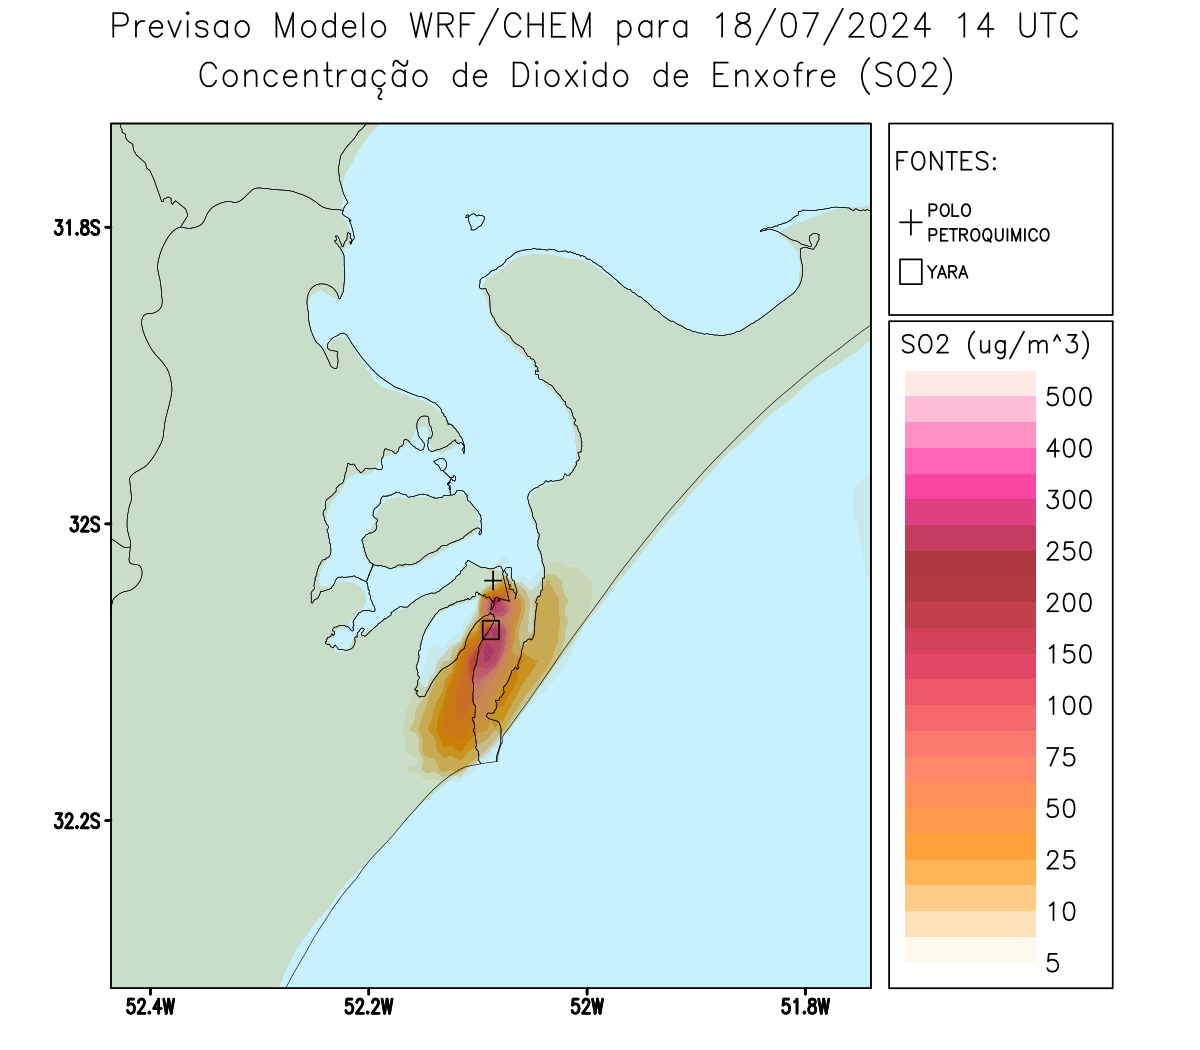 Previsao Modelo WRF/CHEM para 18/07/2024 14 UTC
Concentração de Dioxido de Enxofre (SO2)
FONTES:
POLO
PETROQUIMICO
YARA
SO2 (ug/m^3)
500
400
300
250
200
150
100
75
50
25
10
5
31.8S
32S
32.2S
52.4W
52.2W
52W
51.8W